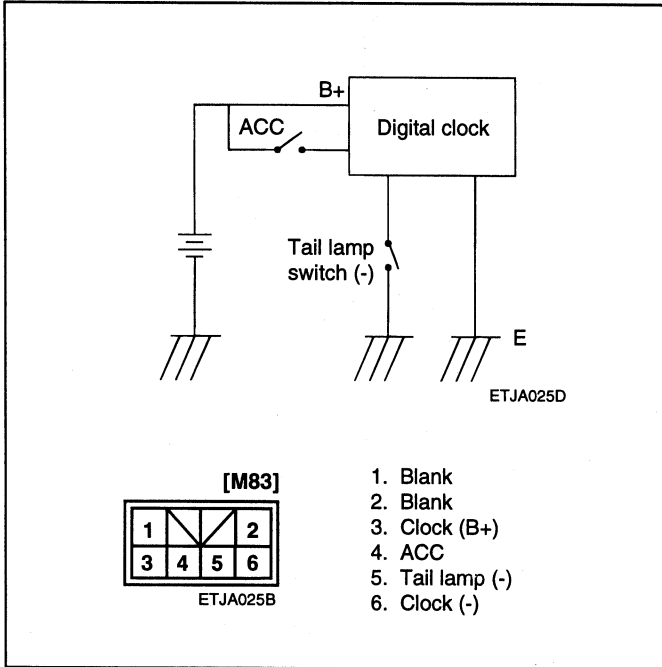 B+
ACC
Digital clock
Tail lamp
switch (-)
E
ETJA025D
[M83]
1 2
3 4 5 6
ETJA025B
1. Blank
2. Blank
3. Clock (B+)
4. ACC
5. Tail lamp (-)
6. Clock (-)